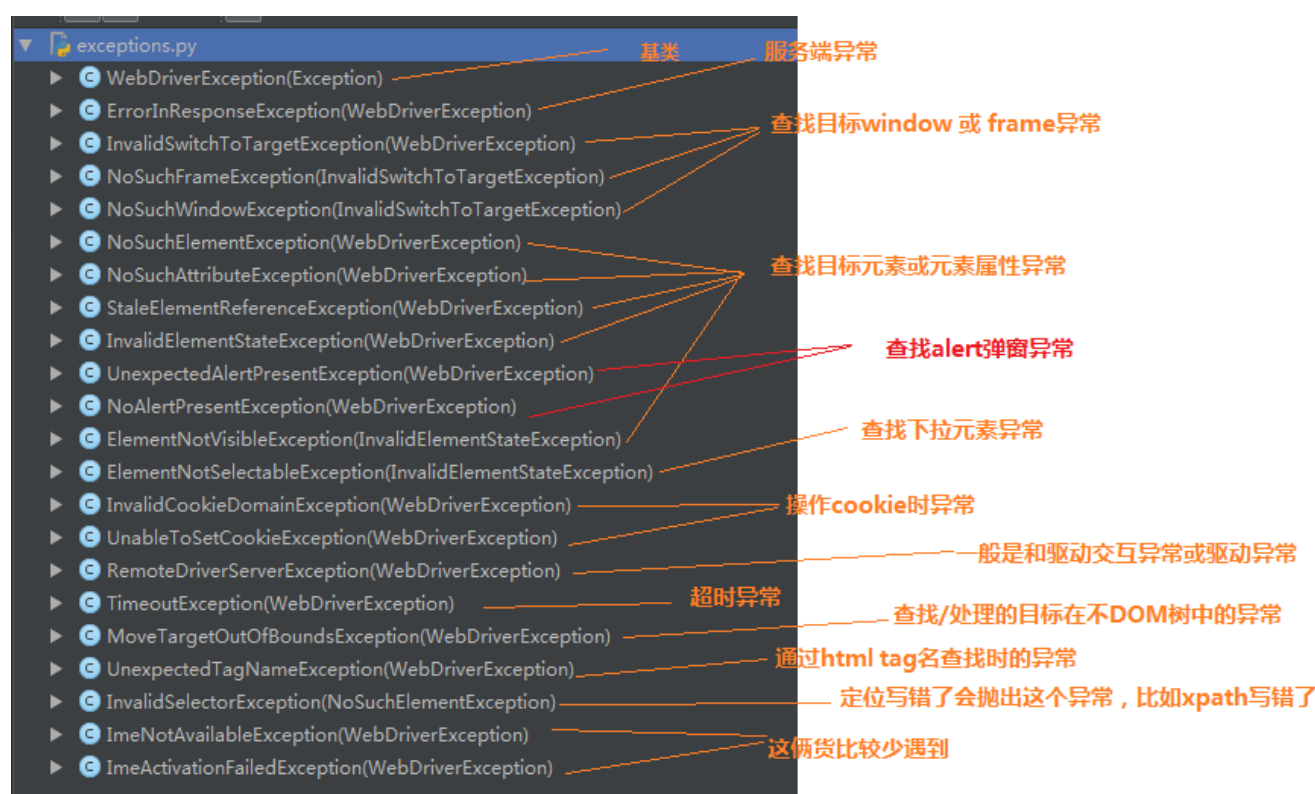 exceptions.py
基类
服务端异常
WebDriverException(Exception)
ErrorInResponseException(WebDriverException)
查找目标window 或 frame异常
InvalidSwitchToTargetException(WebDriverException)
NoSuchFrameException(InvalidSwitchToTargetException)
NoSuchWindowException(InvalidSwitchToTargetException)
NoSuchElementException(WebDriverException)
查找目标元素或元素属性异常
NoSuchAttributeException(WebDriverException)
StaleElementReferenceException(WebDriverException)
InvalidElementStateException(WebDriverException)
查找alert弹窗异常
UnexpectedAlertPresentException(WebDriverException)
NoAlertPresentException(WebDriverException)
查找下拉元素异常
ElementNotVisibleException(InvalidElementStateException)
ElementNotSelectableException(InvalidElementStateException)
InvalidCookieDomainException(WebDriverException)
操作cookie时异常
UnableToSetCookieException(WebDriverException)
一般是和驱动交互异常或驱动异常
RemoteDriverServerException(WebDriverException)
TimeoutException(WebDriverException)
超时异常
查找/处理的目标在不DOM树中的异常
MoveTargetOutOfBoundsException(WebDriverException)
通过html tag名查找时的异常
UnexpectedTagNameException(WebDriverException)
InvalidSelectorException(NoSuchElementException)
定位写错了会抛出这个异常，比如xpath写错了
ImeNotAvailableException(WebDriverException)
这俩货比较少遇到
ImeActivationFailedException(WebDriverException)